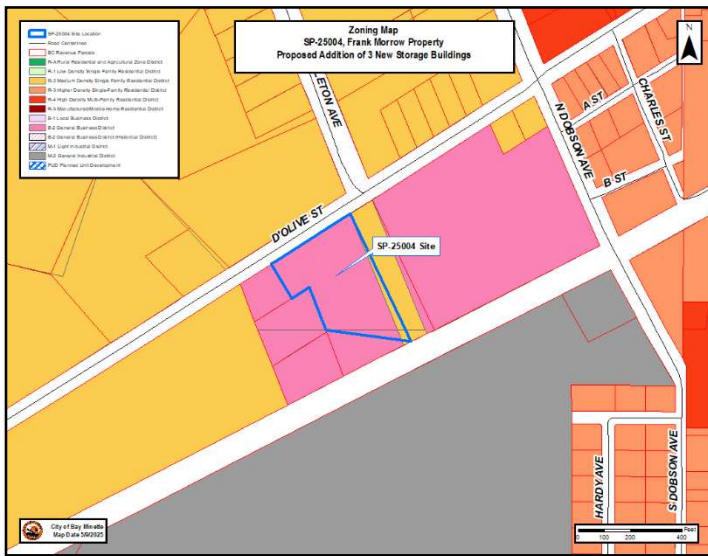 Zoning Map
SP-25004, Frank Morrow Property
Proposed Addition of 3 New Storage Buildings
SP-25004 Site Location
Road Centerlines
BC Revenue Parcels
R-A Rural Residential and Agricultural Zone District
R-1 Low Density Single Family Residential District
R-2 Medium Density Single Family Residential District
R-3 Higher Density Single-Family Residential District
R-4 High Density Multi-Family Residential District
R-5 Manufactured/Mobile Home Residential District
B-1 Local Business District
B-2 General Business District
B-2 General Business District (Historical District)
M-1 Light Industrial District
M-2 General Industrial District
PUD Planned Unit Development
N
LETON AVE
N DOBSON AVE
A ST
CHARLES ST
B ST
D'OLIVE ST
SP-25004 Site
HARDY AVE
S DOBSON AVE
City of Bay Minette
Map Date 5/9/2025
Feet
0 100 200 300 400